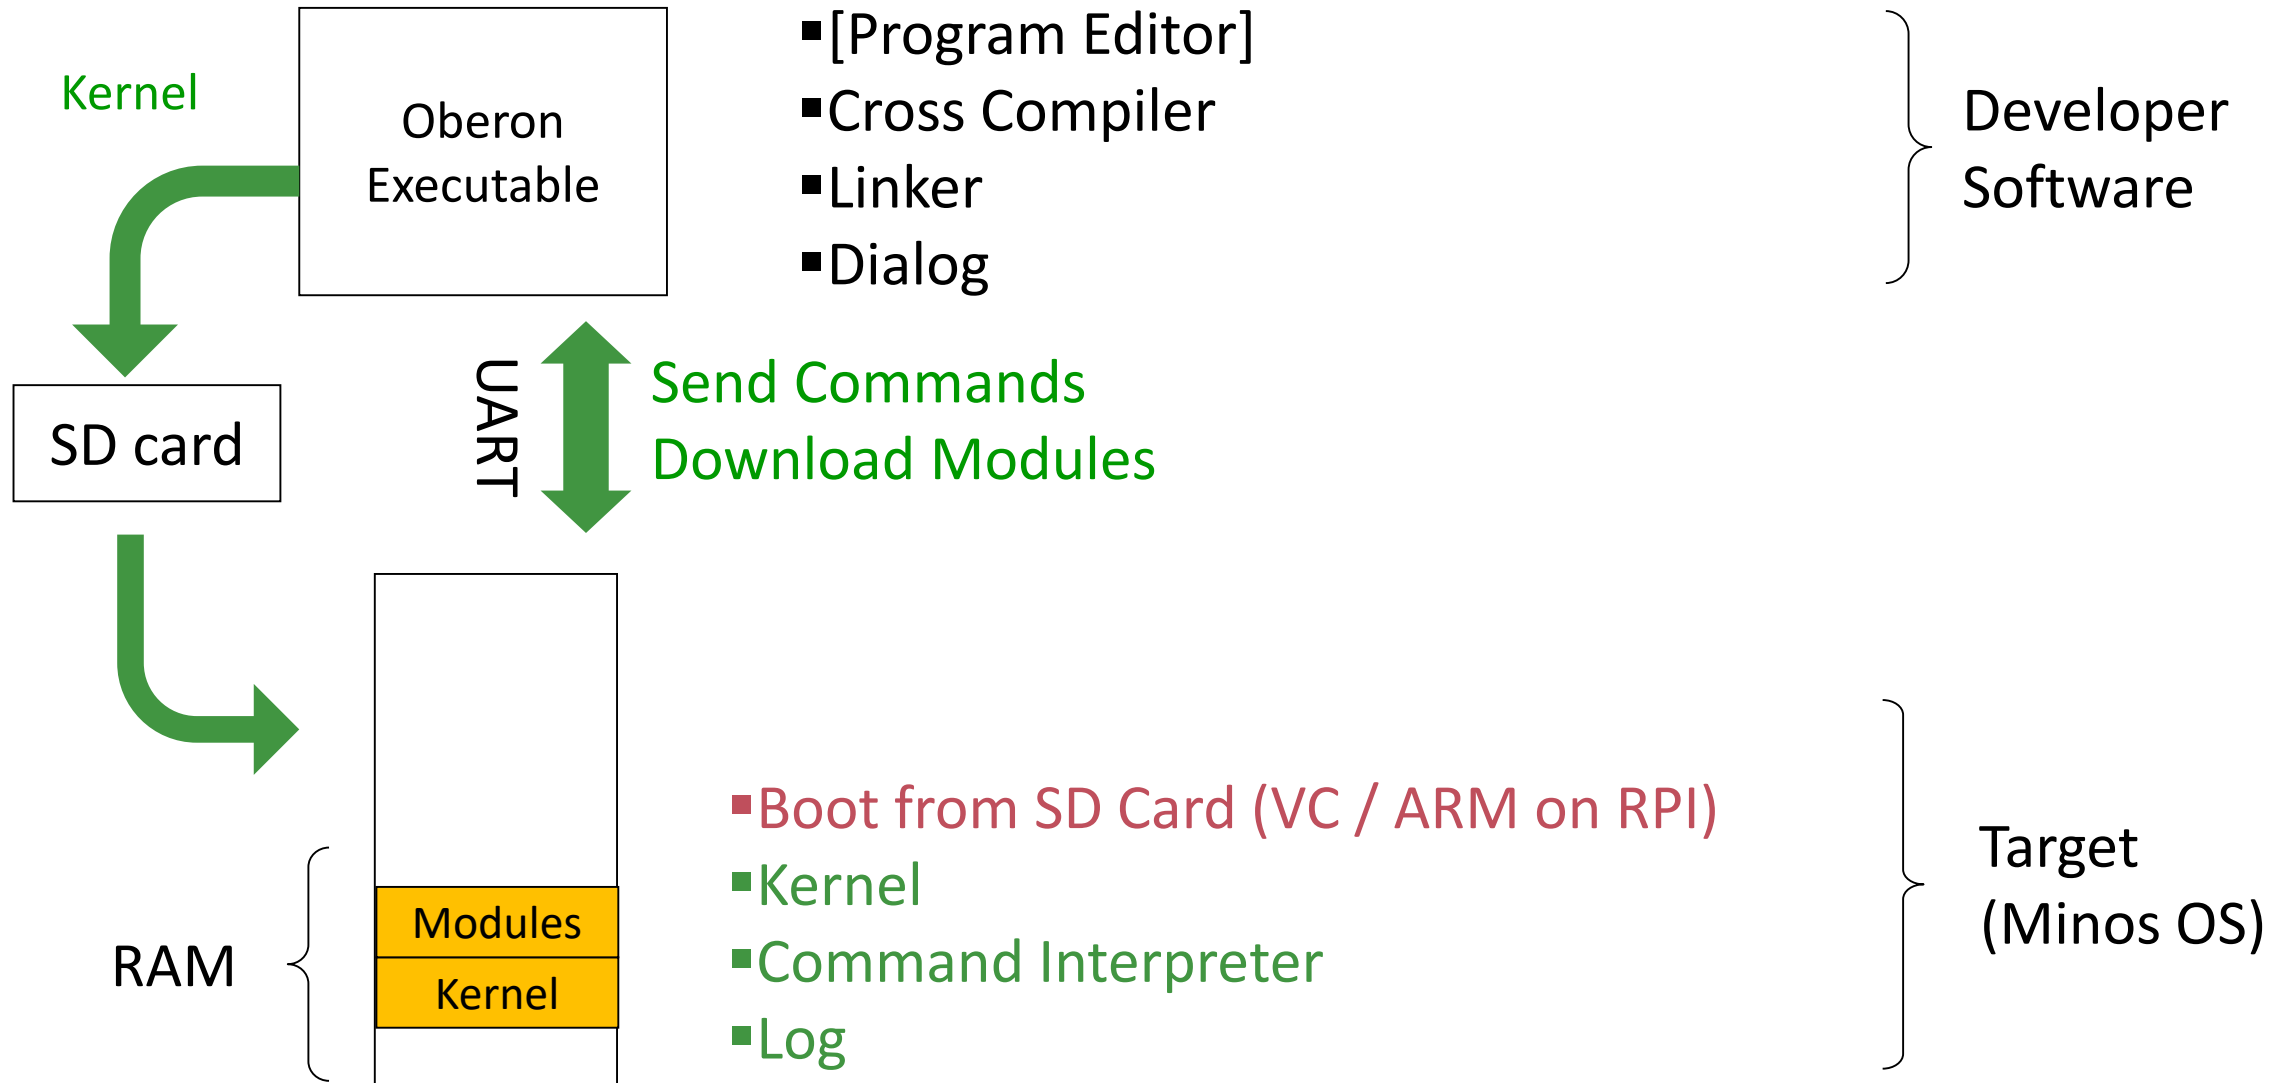 Kernel
Oberon
Executable
▪[Program Editor]
▪Cross Compiler
▪Linker
▪Dialog
Developer
Software
SD card
UART
Send Commands
Download Modules
▪Boot from SD Card (VC / ARM on RPI)
▪Kernel
▪Command Interpreter
▪Log
Target
(Minos OS)
RAM
Modules
Kernel